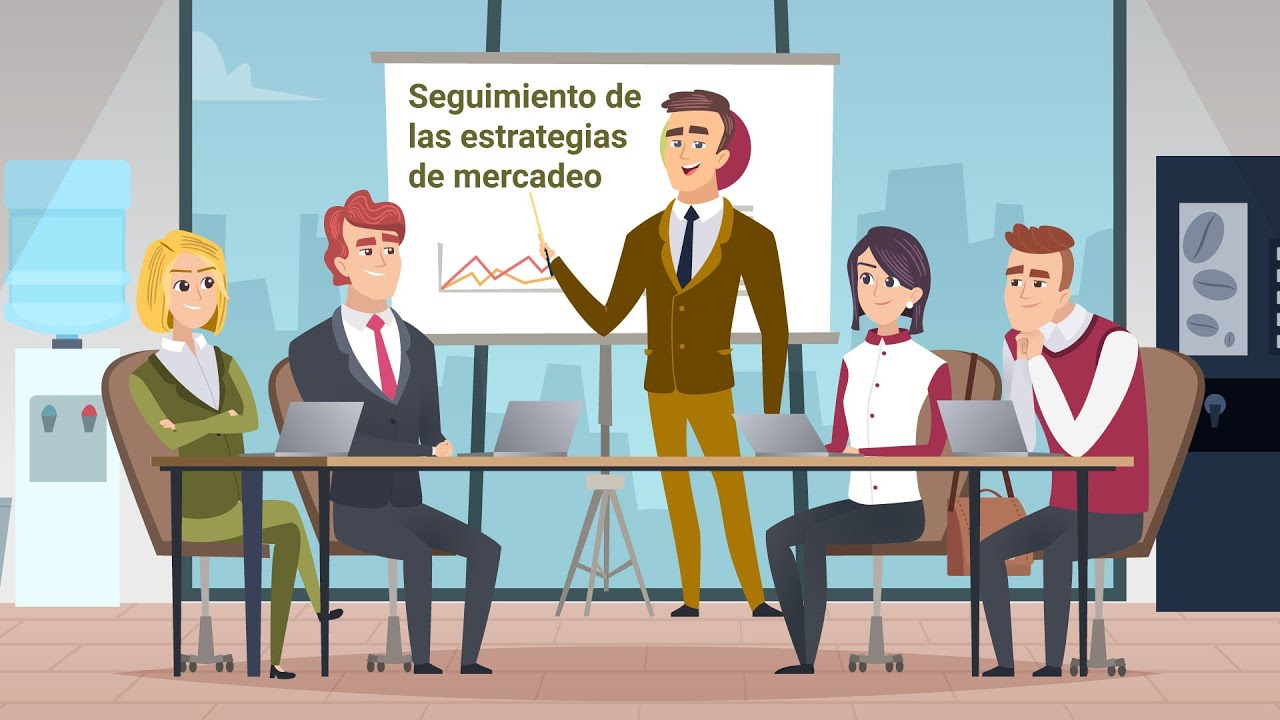 Seguimiento de
las estrategias
de mercadeo